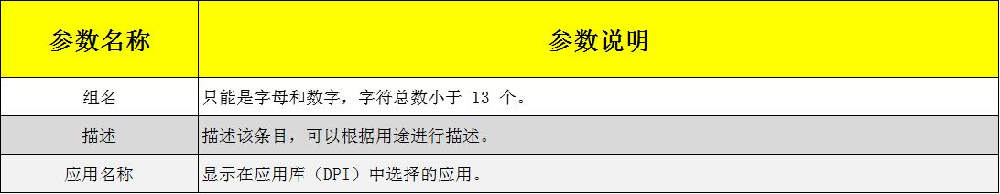 参数名称 参数说明
组名 只能是字母和数字，字符总数小于 13 个。
描述 描述该条目，可以根据用途进行描述。
应用名称 显示在应用库（DPI）中选择的应用。